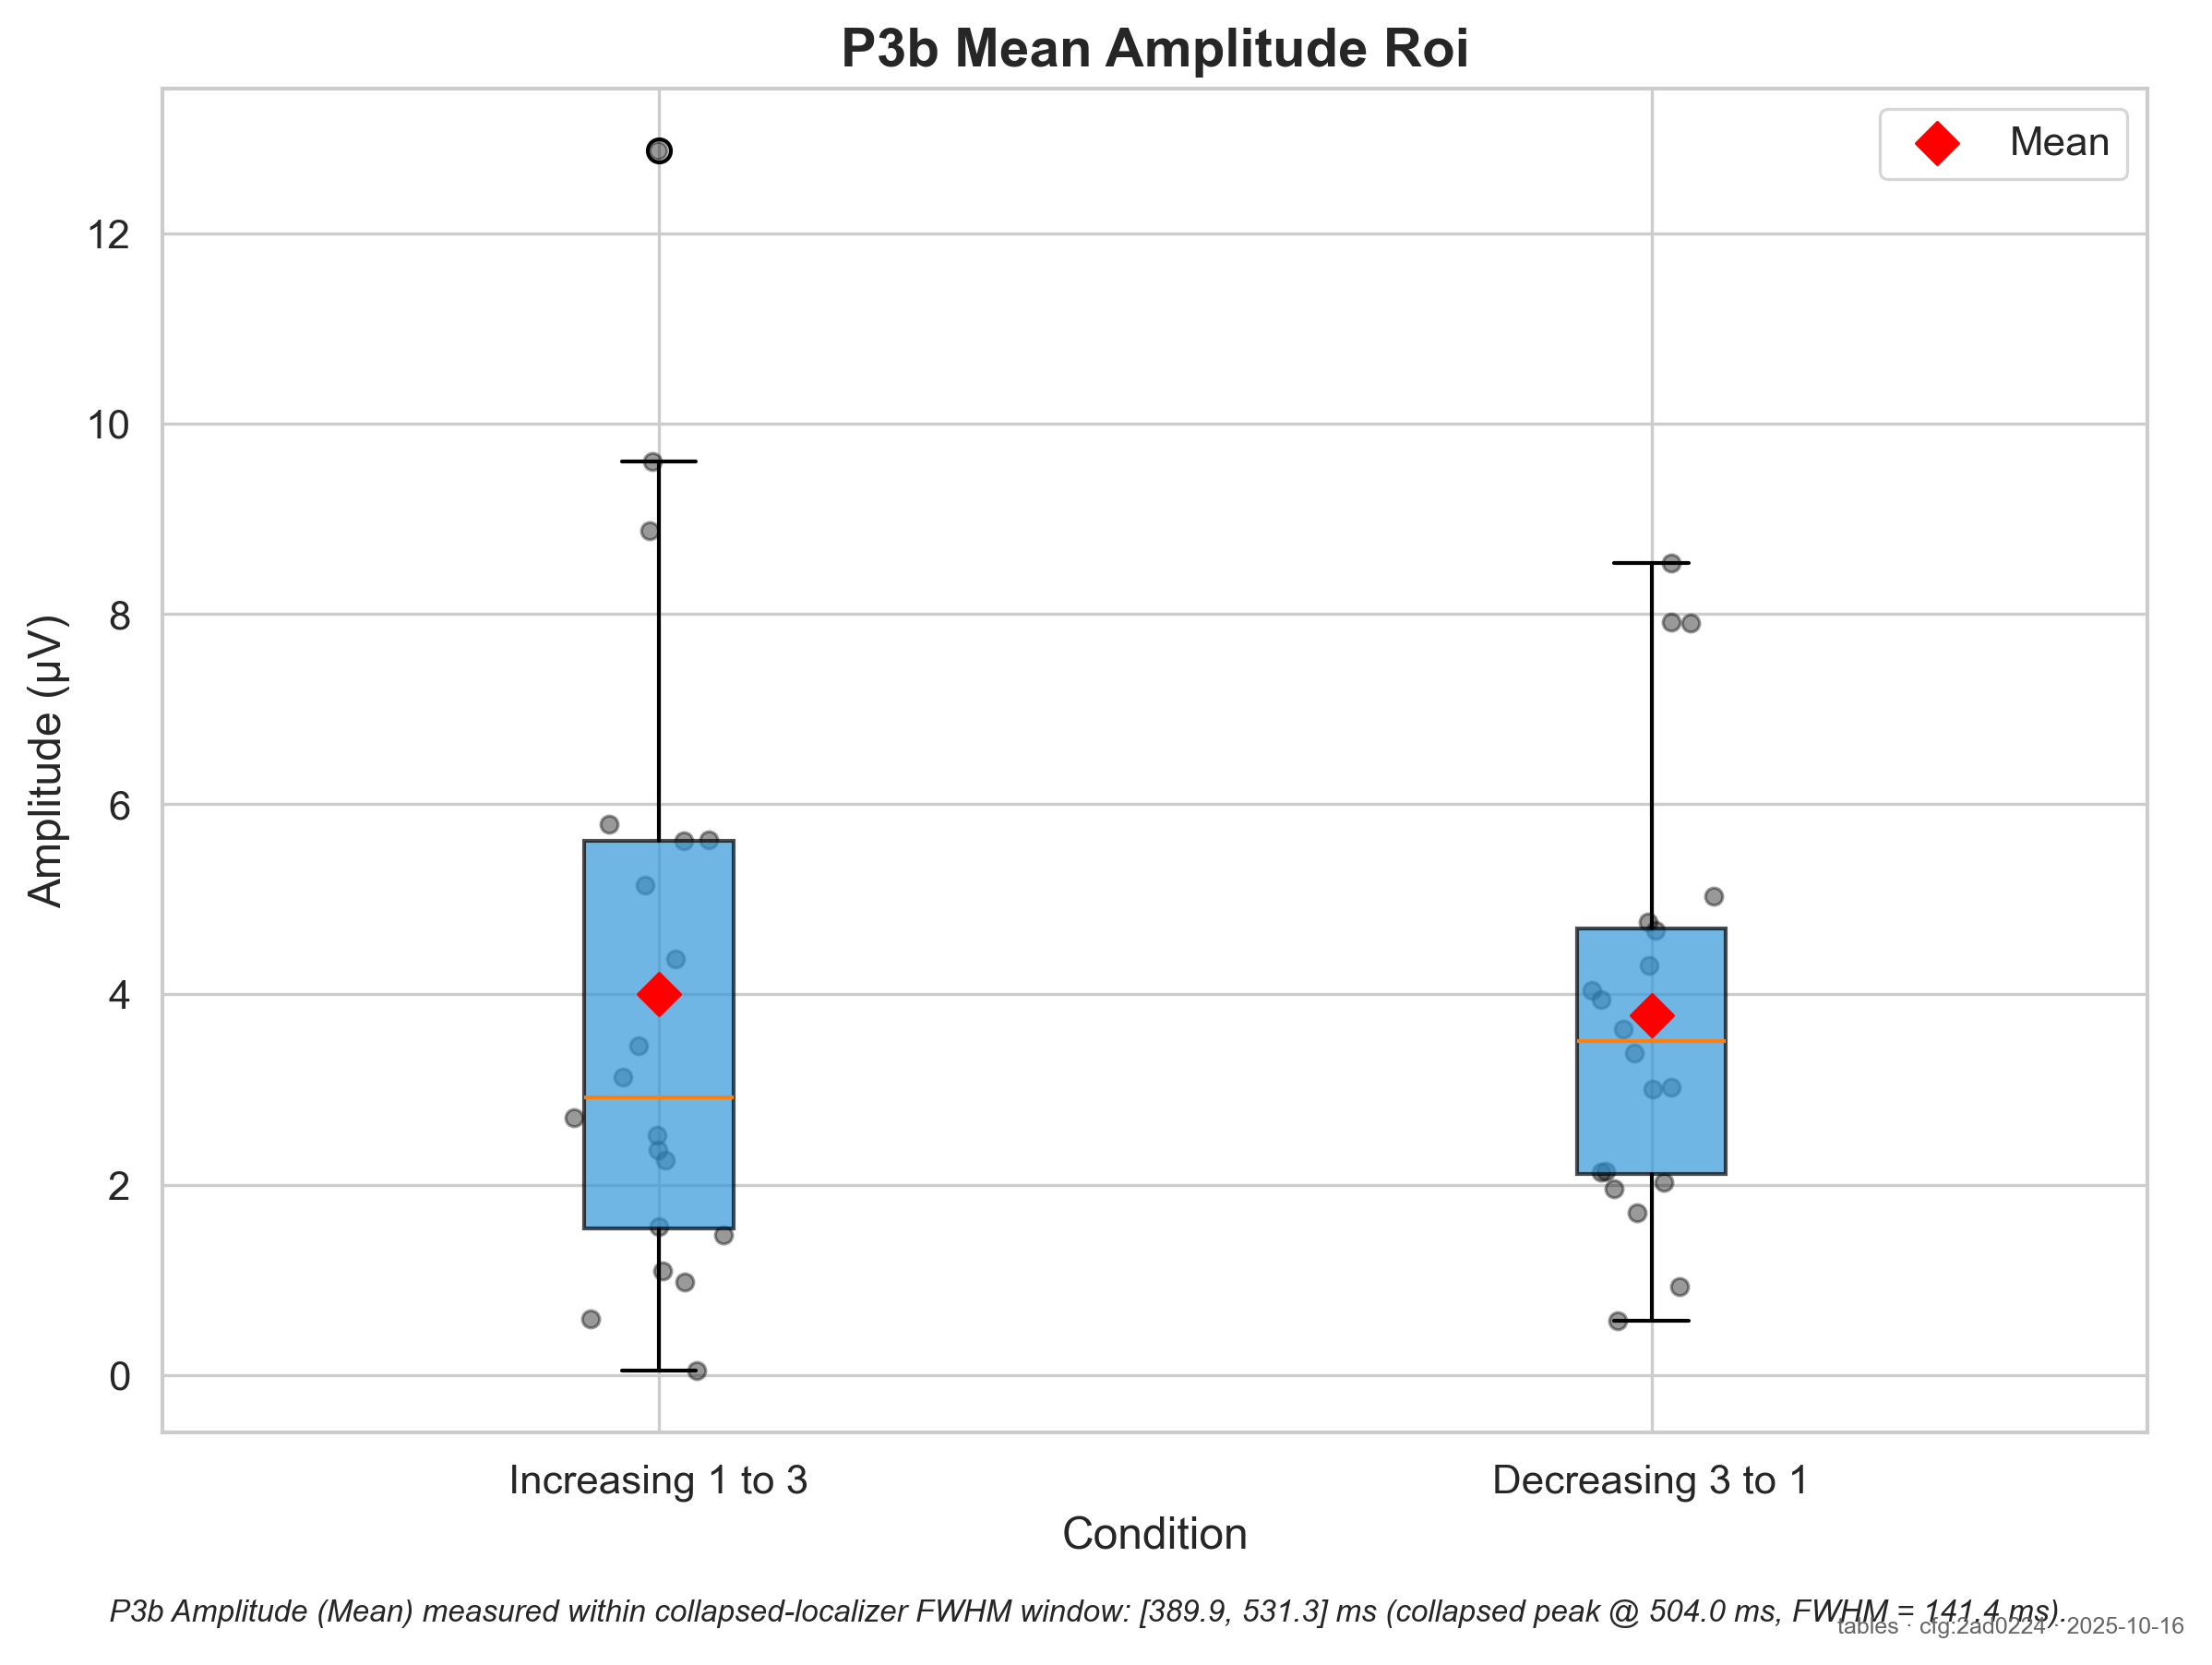 P3b Mean Amplitude Roi
Mean
12
10
8
6
4
2
0
Amplitude (µV)
Increasing 1 to 3
Decreasing 3 to 1
Condition
P3b Amplitude (Mean) measured within collapsed-localizer FWHM window: [389.9, 531.3] ms (collapsed peak @ 504.0 ms, FWHM = 141.4 ms).
tables · cfg:2ad0224 · 2025-10-16